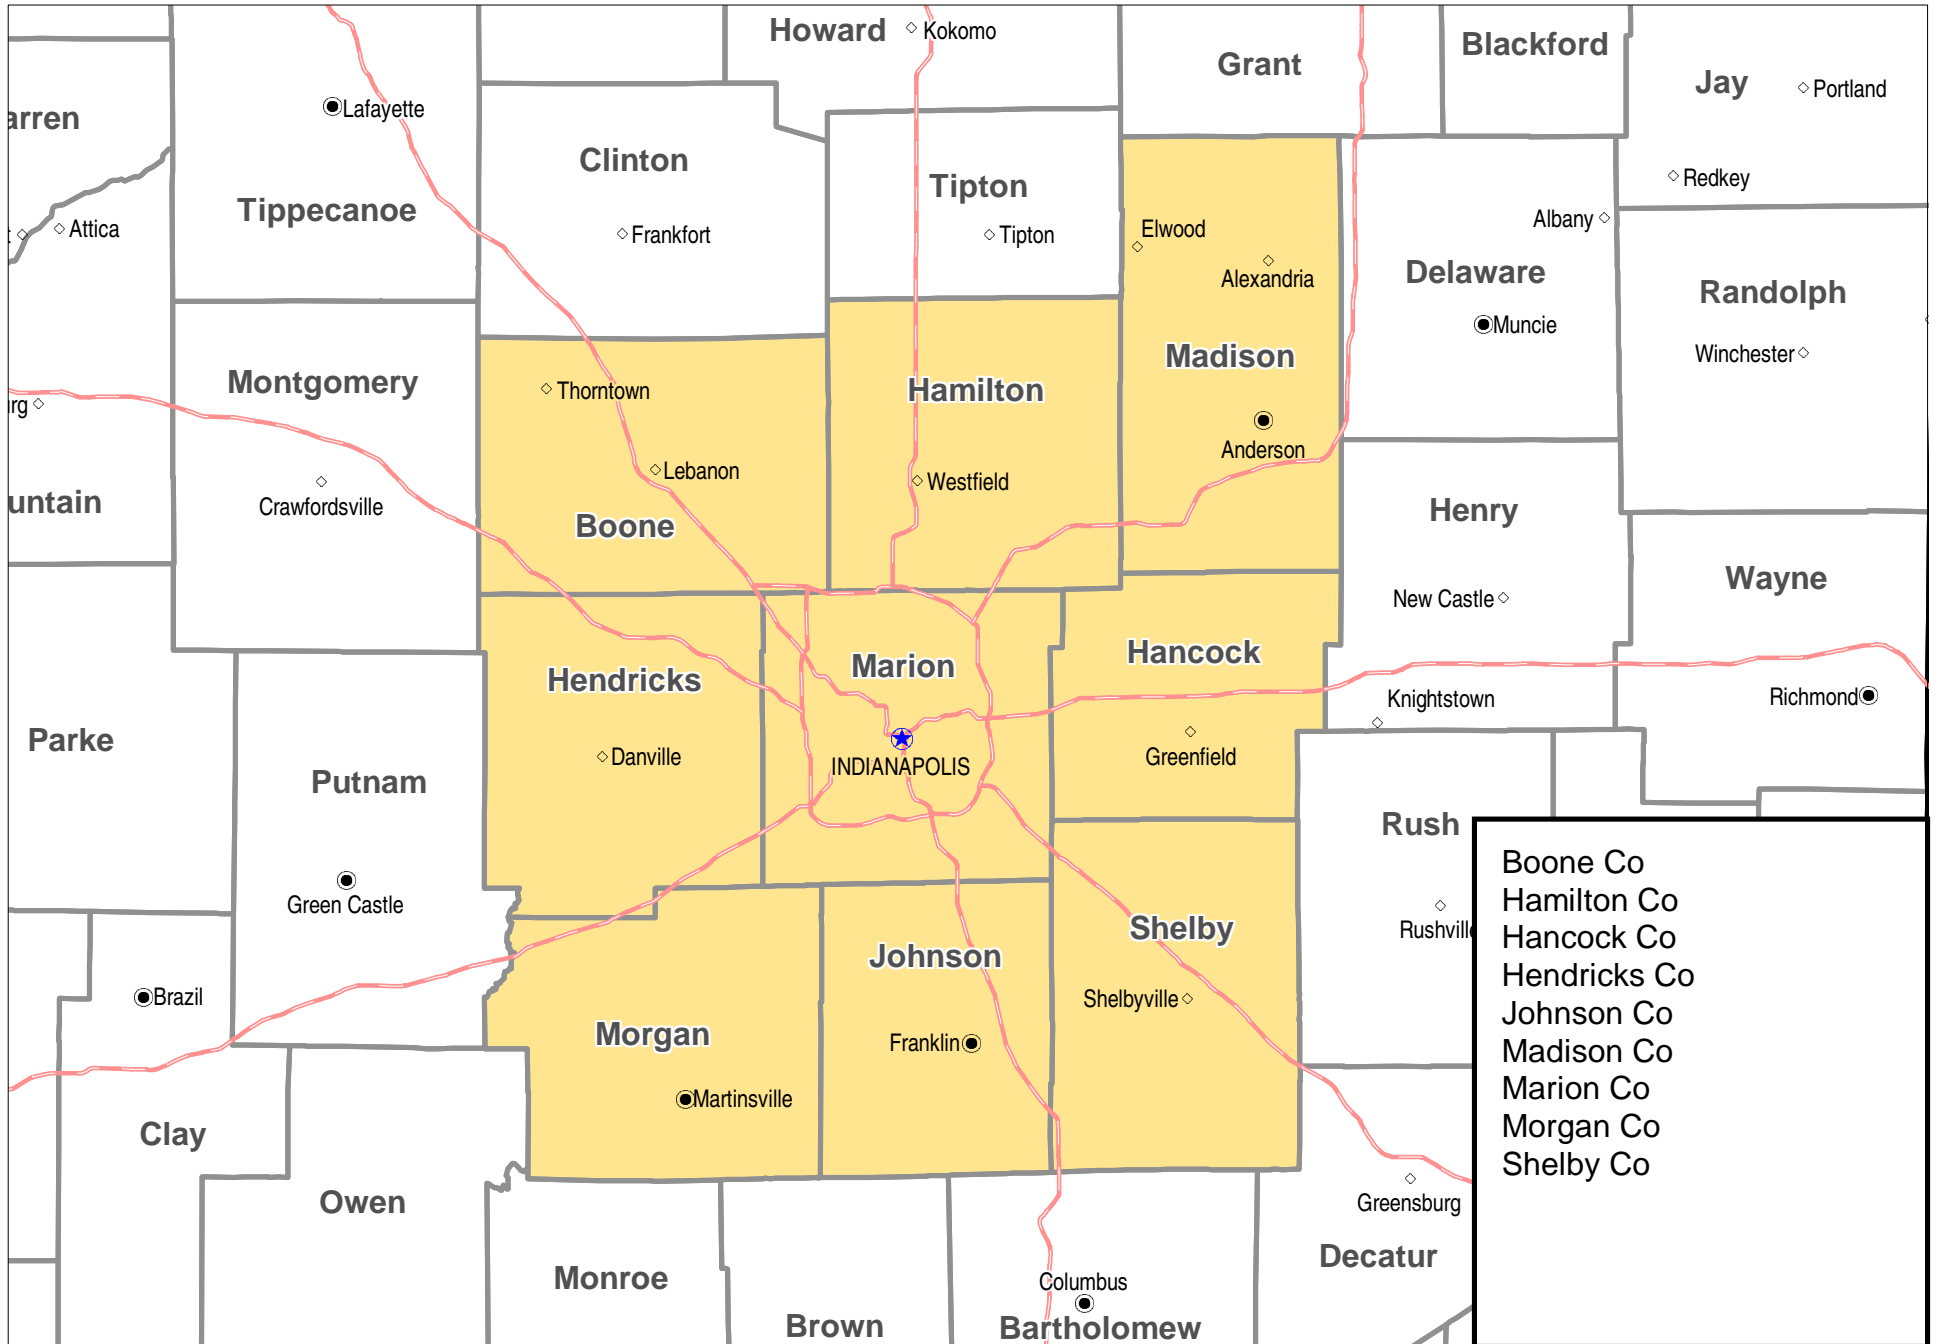 Howard
Kokomo
Grant
Blackford
Jay
Portland
Lafayette
arren
Clinton
Tipton
Redkey
Tippecanoe
Attica
Frankfort
Tipton
Elwood
Albany
Alexandria
Delaware
Randolph
Muncie
Montgomery
Thorntown
Hamilton
Madison
Winchester
rg
Lebanon
Westfield
Anderson
Crawfordsville
untain
Boone
Henry
New Castle
Wayne
Hendricks
Marion
Hancock
Knightstown
Richmond
Parke
Danville
INDIANAPOLIS
Greenfield
Putnam
Rush
Green Castle
Rushvill
Shelby
Johnson
Brazil
Shelbyville
Morgan
Franklin
Martinsville
Clay
Owen
Greensburg
Decatur
Monroe
Columbus
Brown
Bartholomew
Boone Co
Hamilton Co
Hancock Co
Hendricks Co
Johnson Co
Madison Co
Marion Co
Morgan Co
Shelby Co